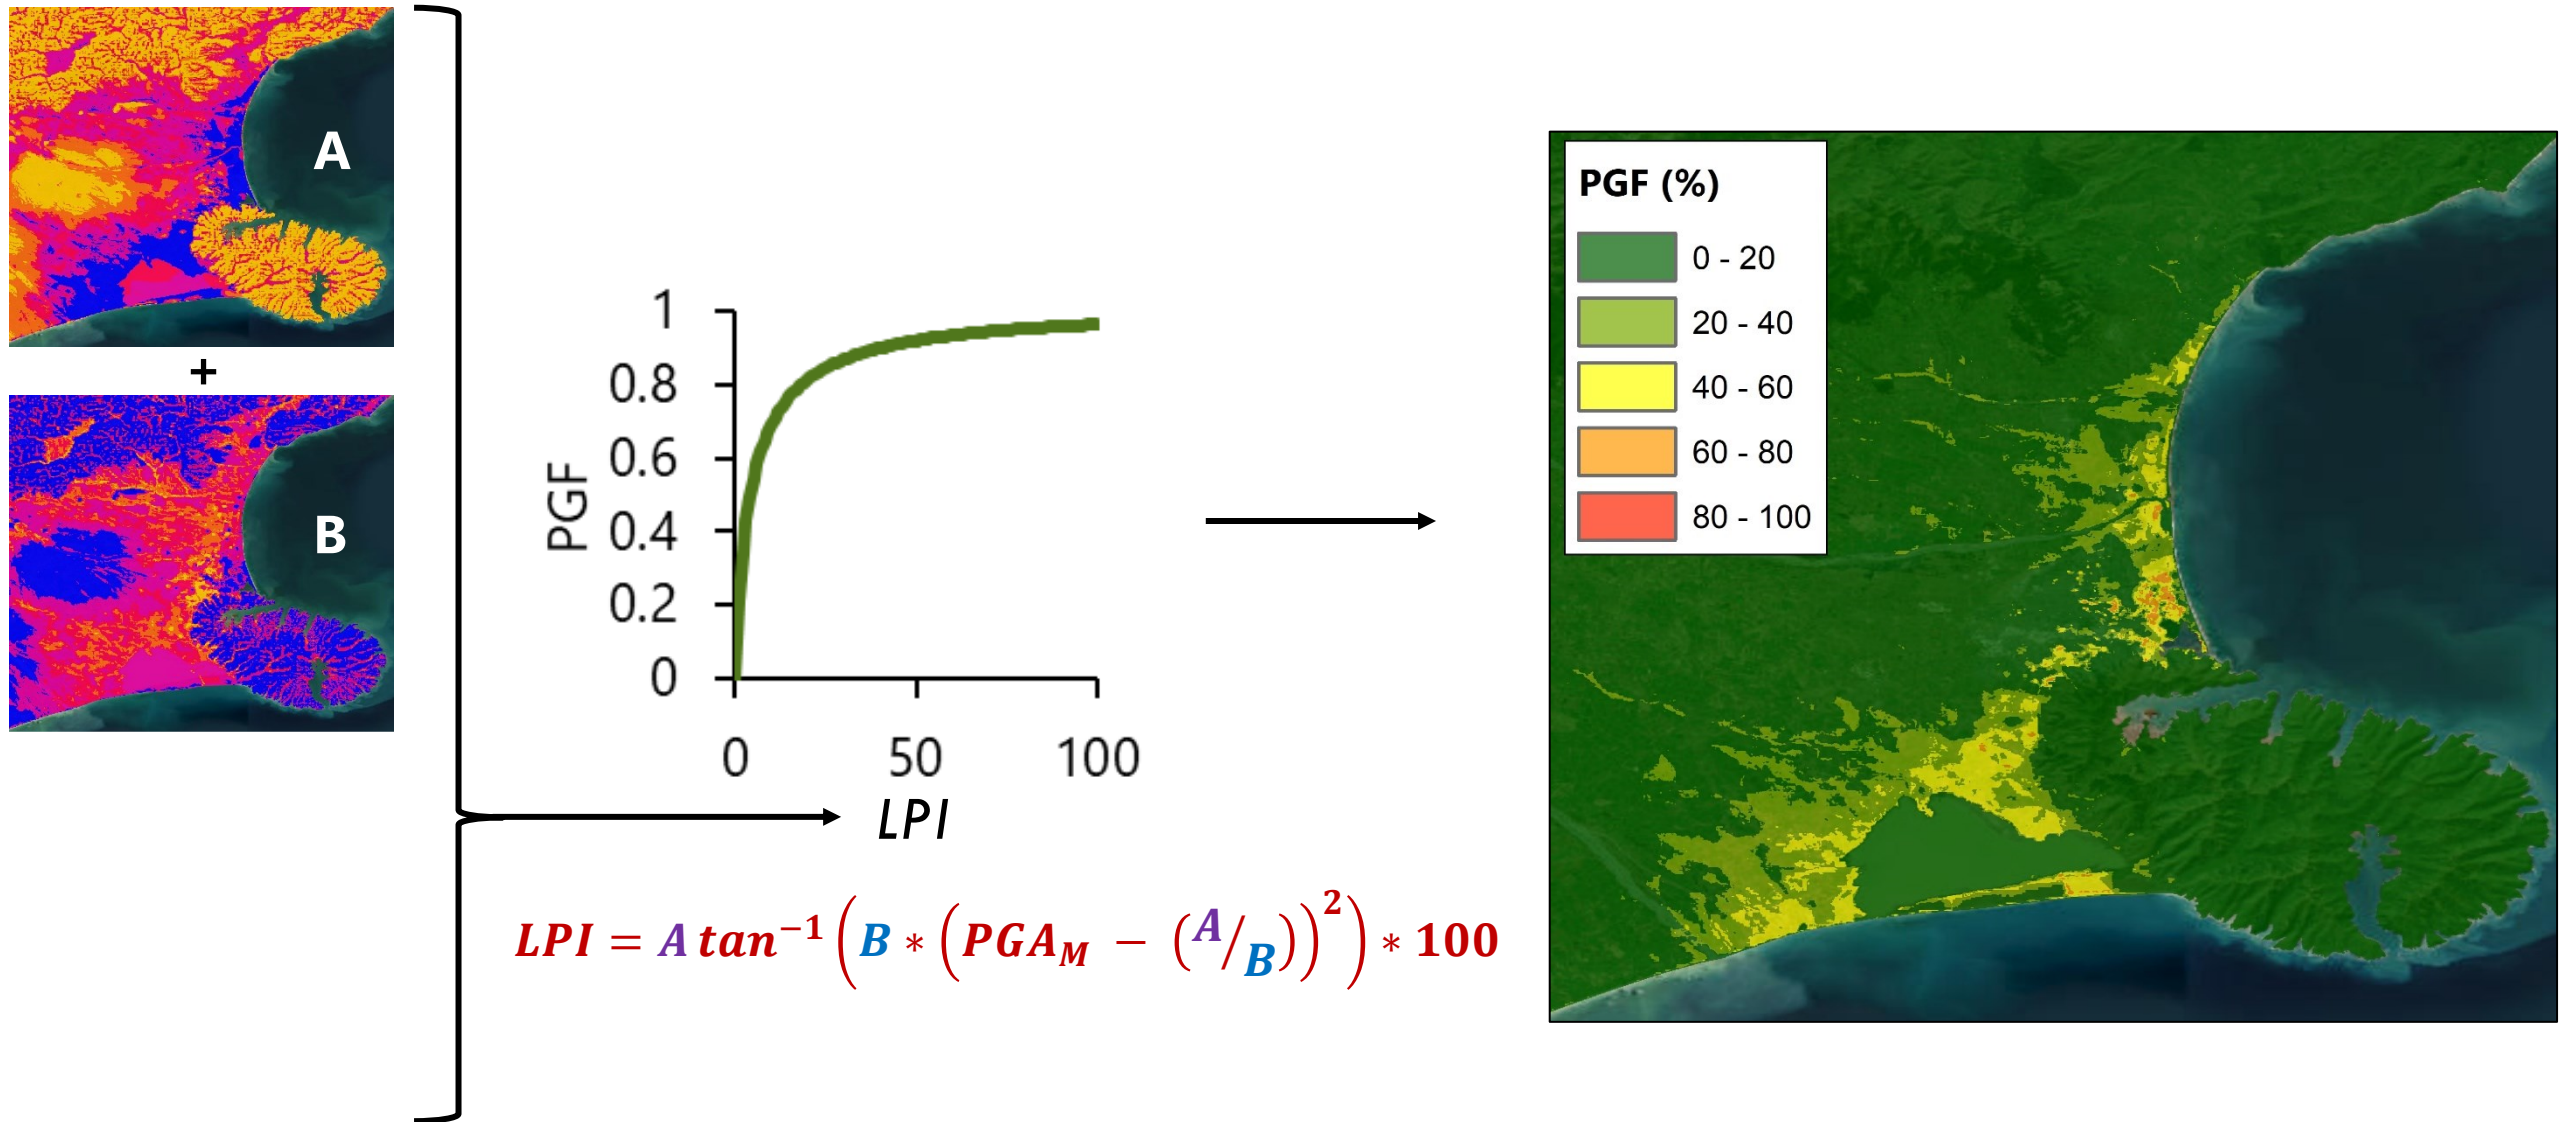 A
+
B
1
0.8
0.6
0.4
0.2
0
PGF
0 50 100
LPI
LPI = A tan⁻¹ (B * (PGA_M − (A/B))²) * 100
PGF (%)
0 - 20
20 - 40
40 - 60
60 - 80
80 - 100